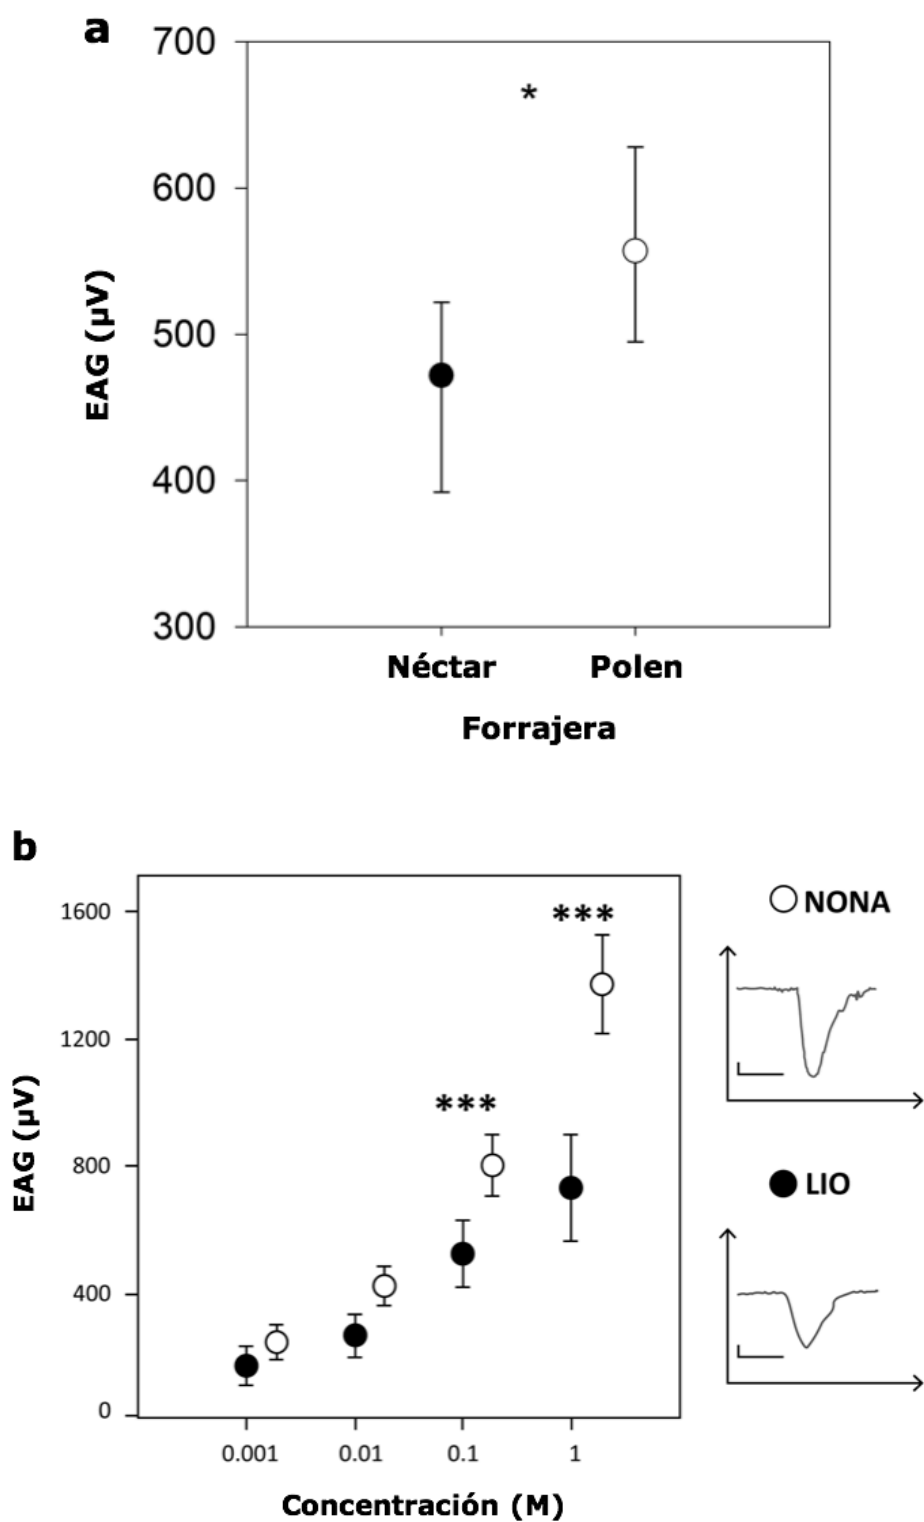 a
700
*
600
EAG (µV)
500
400
300
Néctar Polen
Forrajera
b
1600
***
NONA
1200
***
EAG (µV)
800
LIO
400
0
0.001 0.01 0.1 1
Concentración (M)